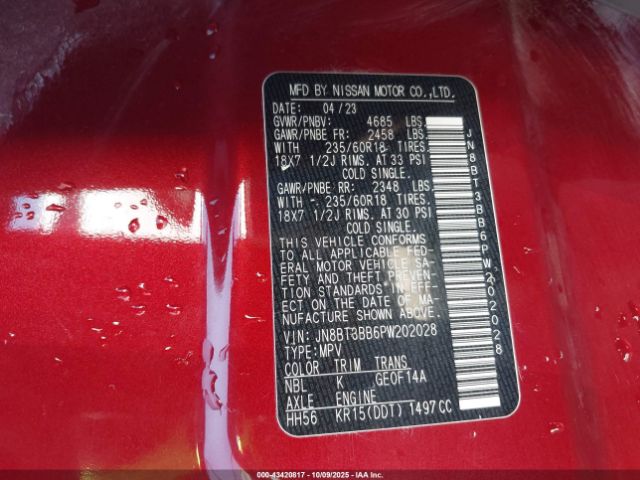 MFD BY NISSAN MOTOR CO.,LTD.
DATE: 04/23
GVWR/PNBV: 4685 LBS.
GAWR/PNBE FR: 2458 LBS.
WITH 235/60R18 TIRES.
18X7 1/2J RIMS. AT 33 PSI
COLD SINGLE.
GAWR/PNBE RR: 2348 LBS.
WITH - 235/60R18 TIRES.
18X7 1/2J RIMS. AT 30 PSI
COLD SINGLE.
THIS VEHICLE CONFORMS
TO ALL APPLICABLE FED-
ERAL MOTOR VEHICLE SA-
FETY AND THEFT PREVEN-
TION STANDARDS IN EFF-
ECT ON THE DATE OF MA-
NUFACTURE SHOWN ABOVE.
VIN: JN8BT3BB6PW202028
TYPE:MPV
COLOR TRIM TRANS
NBL K GE0F14A
AXLE ENGINE
HH56 KR15(DDT) 1497CC
JN8BT3BB6PW202028
000-43420817 - 10/09/2025 - IAAI.COM